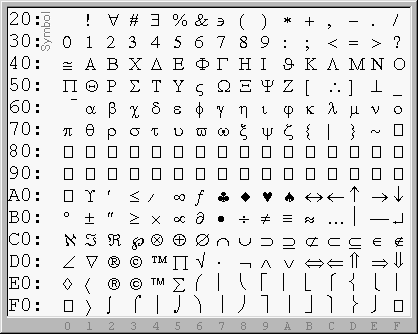 20: ! ∀ # ∃ % & ∍ ( ) ∗ + , − . /
Symbol
30: 0 1 2 3 4 5 6 7 8 9 : ; < = > ?
40: ≅ Α Β Χ Δ Ε Φ Γ Η Ι ϑ Κ Λ Μ Ν Ο
50: Π Θ Ρ Σ Τ Υ ς Ω Ξ Ψ Ζ [ ∴ ] ⊥ _
60: ‾ α β χ δ ε φ γ η ι ϕ κ λ μ ν ο
70: π θ ρ σ τ υ ϖ ω ξ ψ ζ { | } ~ □
80: □ □ □ □ □ □ □ □ □ □ □ □ □ □ □ □
90: □ □ □ □ □ □ □ □ □ □ □ □ □ □ □ □
A0: □ ϒ ′ ≤ ⁄ ∞ ƒ ♣ ♦ ♥ ♠ ↔ ← ↑ → ↓
B0: ° ± ″ ≥ × ∝ ∂ • ÷ ≠ ≡ ≈ … | — ↵
C0: ℵ ℑ ℜ ℘ ⊗ ⊕ ∅ ∩ ∪ ⊃ ⊇ ⊄ ⊂ ⊆ ∈ ∉
D0: ∠ ∇ ® © ™ ∏ √ ⋅ ¬ ∧ ∨ ⇔ ⇐ ⇑ ⇒ ⇓
E0: ◊ 〈 ® © ™ ∑ ⎛ ⎜ ⎝ ⎡ ⎢ ⎣ ⎧ ⎨ ⎩ ⎪
F0: □ 〉 ∫ ⌠ ⎮ ⌡ ⎞ ⎟ ⎠ ⎤ ⎥ ⎦ ⎫ ⎬ ⎭ □
0 1 2 3 4 5 6 7 8 9 A B C D E F